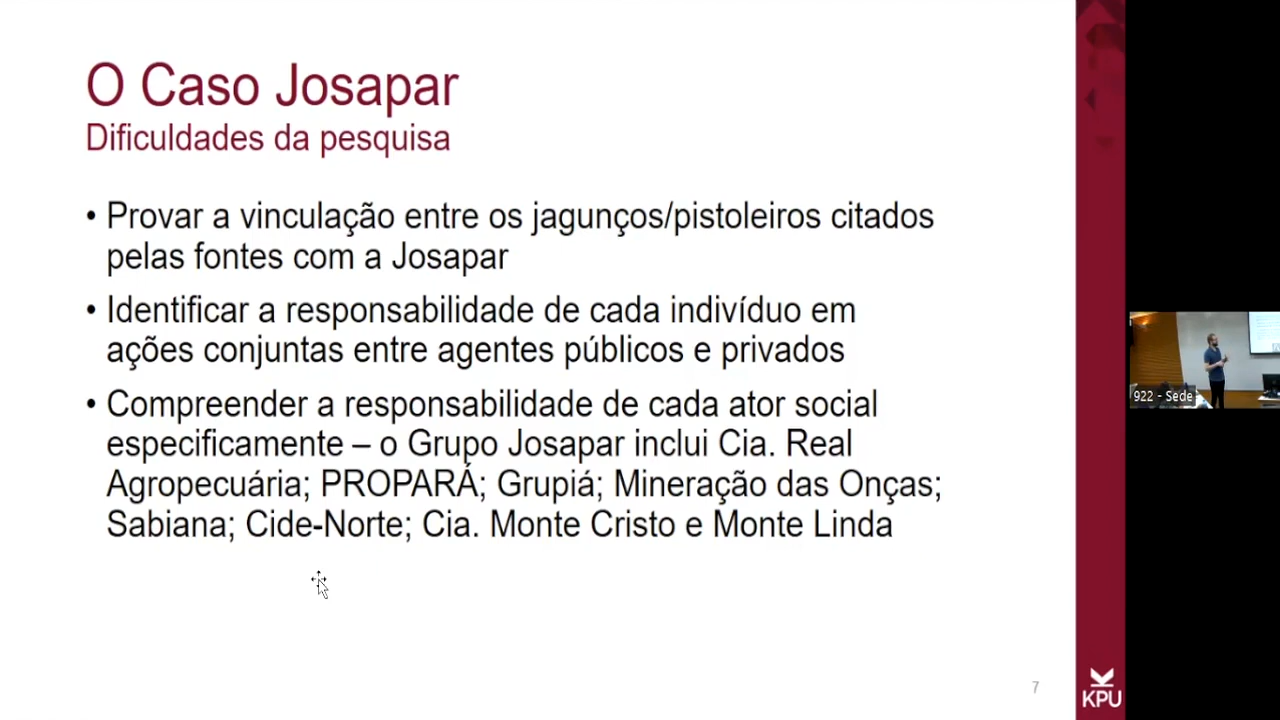 O Caso Josapar
Dificuldades da pesquisa
• Provar a vinculação entre os jagunços/pistoleiros citados
pelas fontes com a Josapar
• Identificar a responsabilidade de cada indivíduo em
ações conjuntas entre agentes públicos e privados
• Compreender a responsabilidade de cada ator social
especificamente – o Grupo Josapar inclui Cia. Real
Agropecuária; PROPARÁ; Grupiá; Mineração das Onças;
Sabiana; Cide-Norte; Cia. Monte Cristo e Monte Linda
7
KPU
922 - Sede